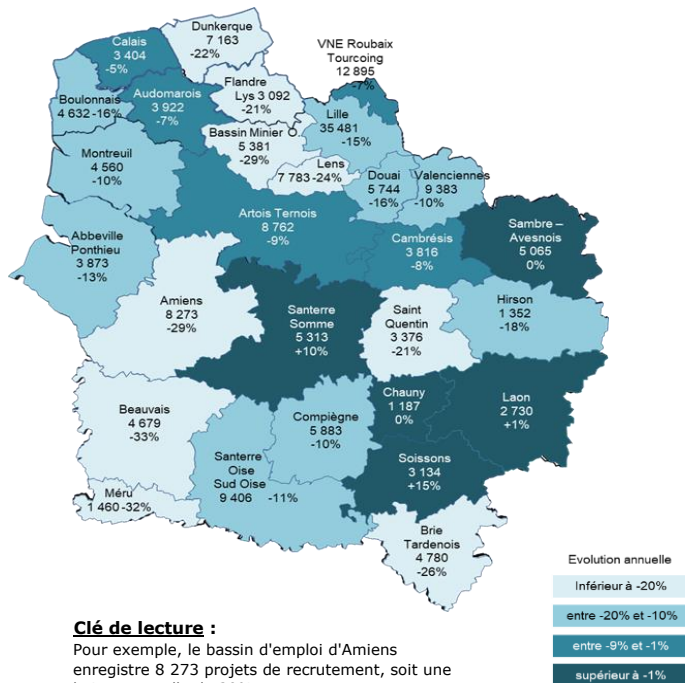 Dunkerque
7 163
-22%
Calais
3 404
-5%
VNE Roubaix
Tourcoing
12 895
-7%
Flandre
Lys 3 092
-21%
Audomarois
3 922
-7%
Boulonnais
4 632 -16%
Lille
35 481
-15%
Bassin Minier
5 381
-29%
Montreuil
4 560
-10%
Lens
7 783 -24%
Douai
5 744
-16%
Valenciennes
9 383
-10%
Artois Ternois
8 762
-9%
Cambrésis
3 816
-8%
Sambre –
Avesnois
5 065
0%
Abbeville
Ponthieu
3 873
-13%
Amiens
8 273
-29%
Santerre
Somme
5 313
+10%
Saint
Quentin
3 376
-21%
Hirson
1 352
-18%
Chauny
1 187
0%
Laon
2 730
+1%
Beauvais
4 679
-33%
Compiègne
5 883
-10%
Santerre
Oise
Sud Oise
9 406 -11%
Soissons
3 134
+15%
Méru
1 460 -32%
Brie
Tardenois
4 780
-26%
Evolution annuelle
Inférieur à -20%
entre -20% et -10%
entre -9% et -1%
supérieur à -1%
Clé de lecture :
Pour exemple, le bassin d'emploi d'Amiens
enregistre 8 273 projets de recrutement, soit une